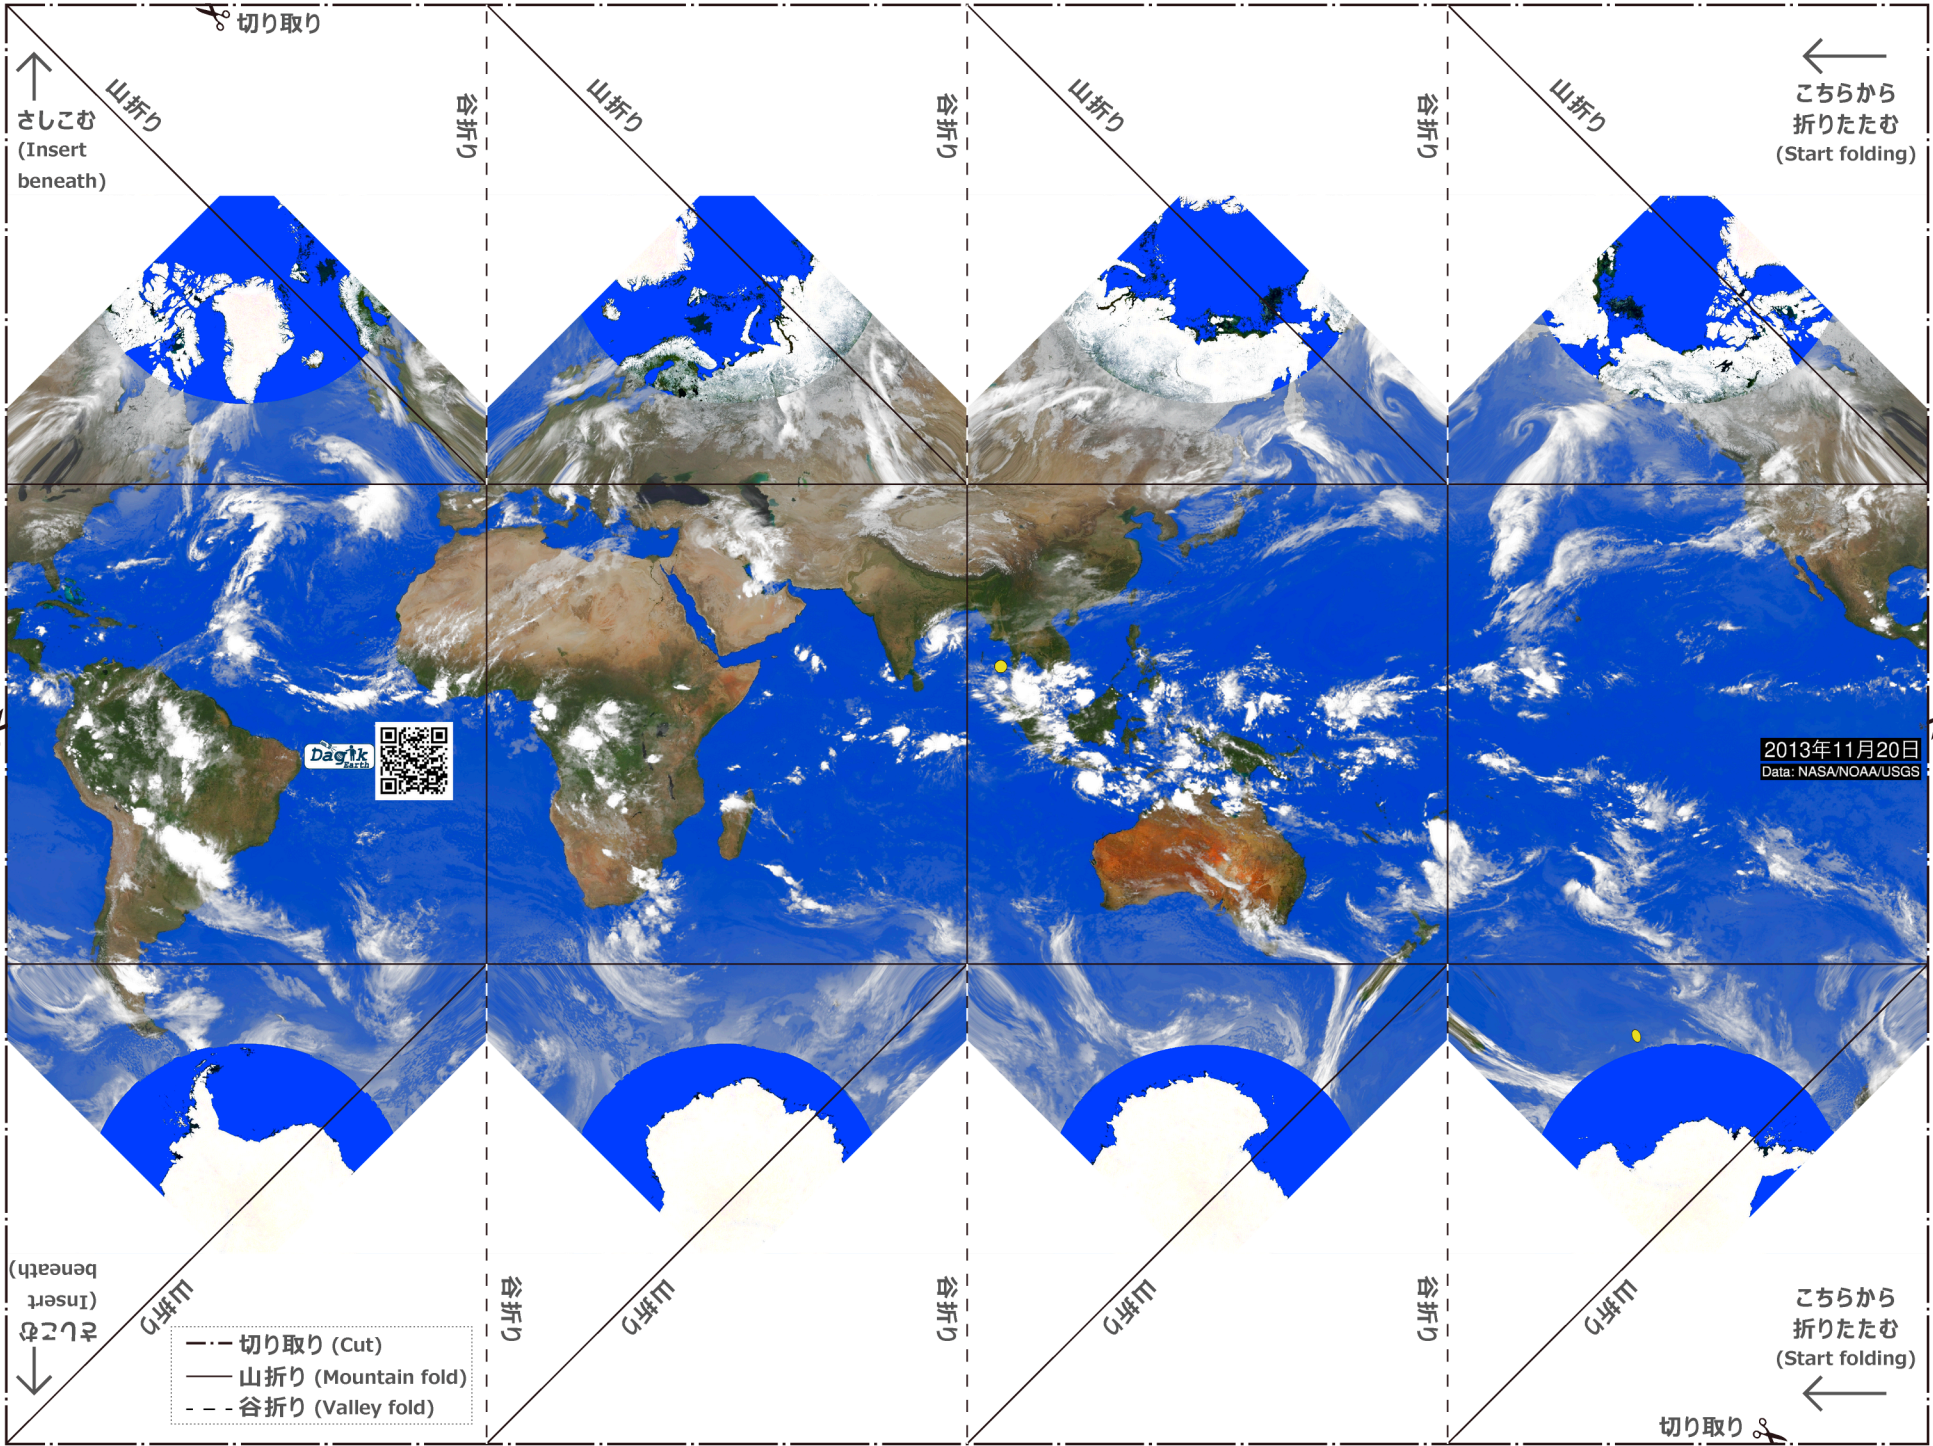 切り取り
山折り
谷折り
山折り
谷折り
山折り
谷折り
山折り
さしこむ
(Insert
beneath)
こちらから
折りたたむ
(Start folding)
Dagik
Earth
2013年11月20日
Data: NASA/NOAA/USGS
さしこむ
(Insert
beneath)
山折り
谷折り
山折り
谷折り
山折り
谷折り
山折り
こちらから
折りたたむ
(Start folding)
切り取り (Cut)
山折り (Mountain fold)
谷折り (Valley fold)
切り取り